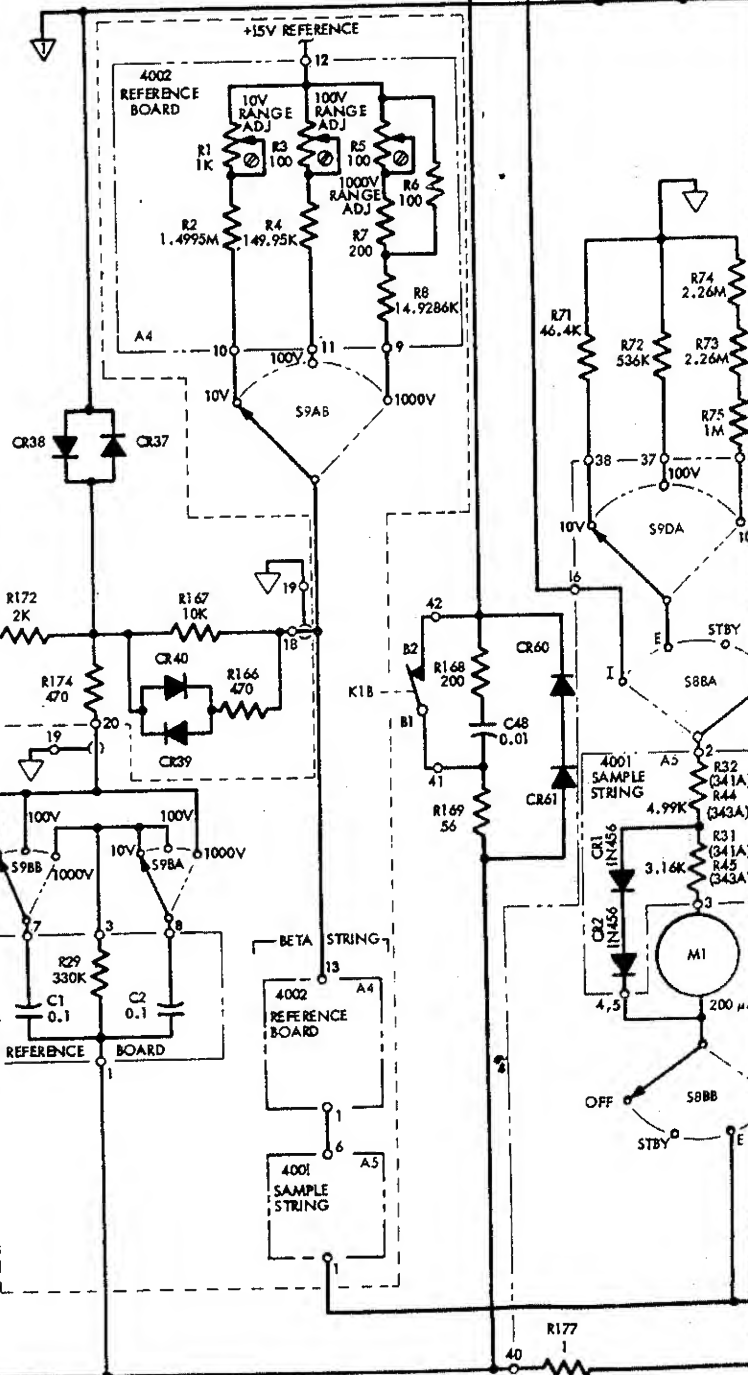 +15V REFERENCE
12
4002
REFERENCE
BOARD
10V
RANGE
ADJ
100V
RANGE
ADJ
R1
1K
R3
100
R5
100
1000V
RANGE
ADJ
R6
100
R2
1.4995M
R4
149.95K
R7
200
R8
14.9286K
A4
10
11
9
100V
10V
S9AB
1000V
CR38
CR37
R74
2.26M
R71
46.4K
R72
536K
R73
2.26M
R75
1M
38
37
100V
10V
S9DA
10
16
R172
2K
R167
10K
19
18
CR40
R166
470
CR39
R174
470
20
19
42
B2
K1B
B1
41
R168
200
C48
0.01
CR60
CR61
R169
56
E
STBY
I
S8BA
A5
2
4001
SAMPLE
STRING
R32
(341A)
R44
(343A)
4.99K
R31
(341A)
R45
(343A)
3.16K
CR1
1N456
CR2
1N456
3
M1
4,5
200 μ
100V
100V
S9BB
1000V
10V
S9BA
1000V
7
3
8
R29
330K
C1
0.1
C2
0.1
REFERENCE BOARD
1
BETA STRING
13
4002
A4
REFERENCE
BOARD
1
6
4001
A5
SAMPLE
STRING
1
OFF
S8BB
STBY
E
R177
1
40